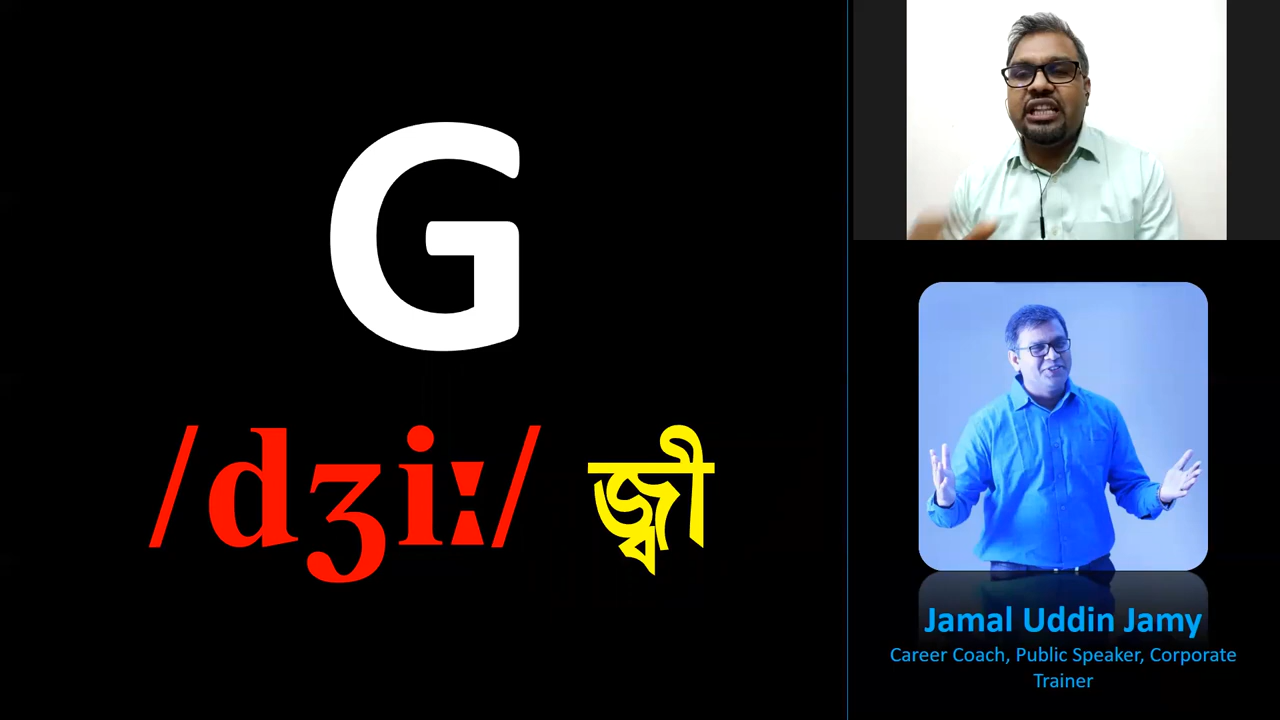 G
/dʒiː/ জ্বী
Jamal Uddin Jamy
Career Coach, Public Speaker, Corporate
Trainer